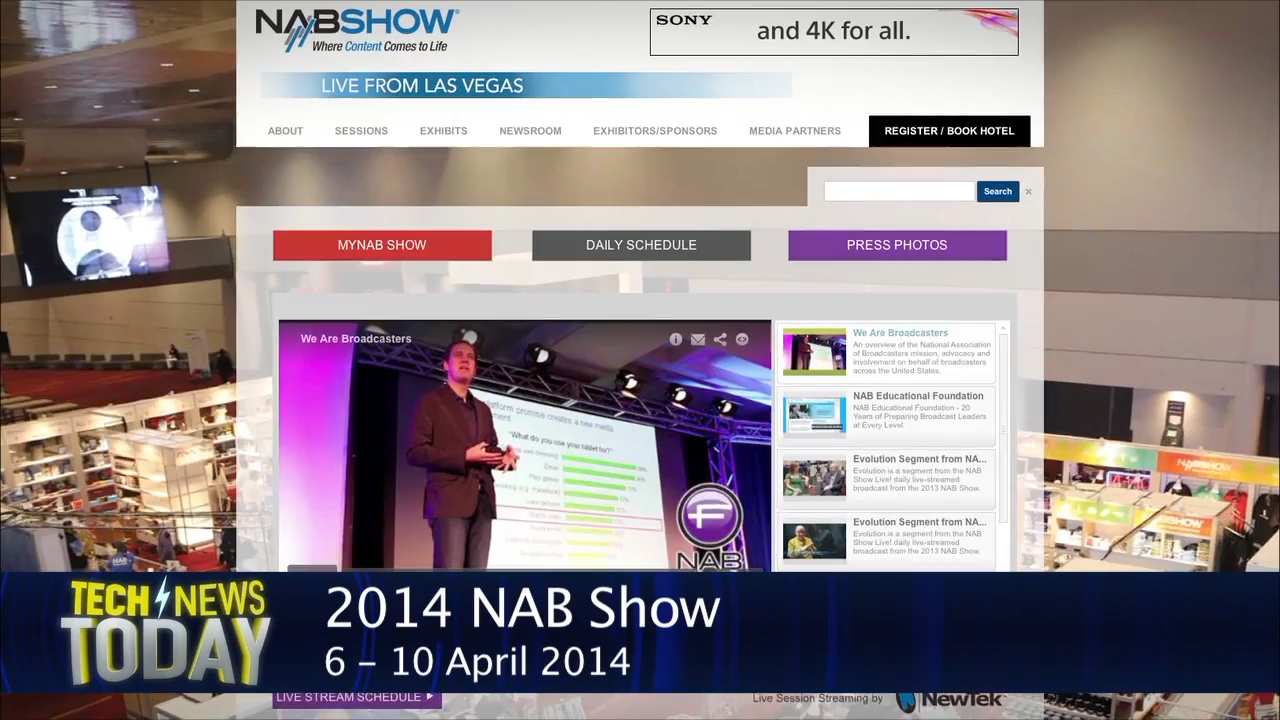 NABSHOW
Where Content Comes to Life
SONY
and 4K for all.
LIVE FROM LAS VEGAS
ABOUT
SESSIONS
EXHIBITS
NEWSROOM
EXHIBITORS/SPONSORS
MEDIA PARTNERS
REGISTER / BOOK HOTEL
Search
MYNAB SHOW
DAILY SCHEDULE
PRESS PHOTOS
We Are Broadcasters
"What do you use your tablet for?"
NAB
We Are Broadcasters
An overview of the National Association
of Broadcasters mission, advocacy and
involvement on behalf of broadcasters
across the United States.
NAB Educational Foundation
NAB Educational Foundation - 20
Years of Preparing Broadcast Leaders
at Every Level
Evolution Segment from NA...
Evolution is a segment from the NAB
Show Live! daily live-streamed
broadcast from the 2013 NAB Show.
Evolution Segment from NA...
Evolution is a segment from the NAB
Show Live! daily live-streamed
broadcast from the 2013 NAB Show.
NABSHOW
TECH NEWS
TODAY
2014 NAB Show
6 – 10 April 2014
LIVE STREAM SCHEDULE
Live Session Streaming by
NewTek